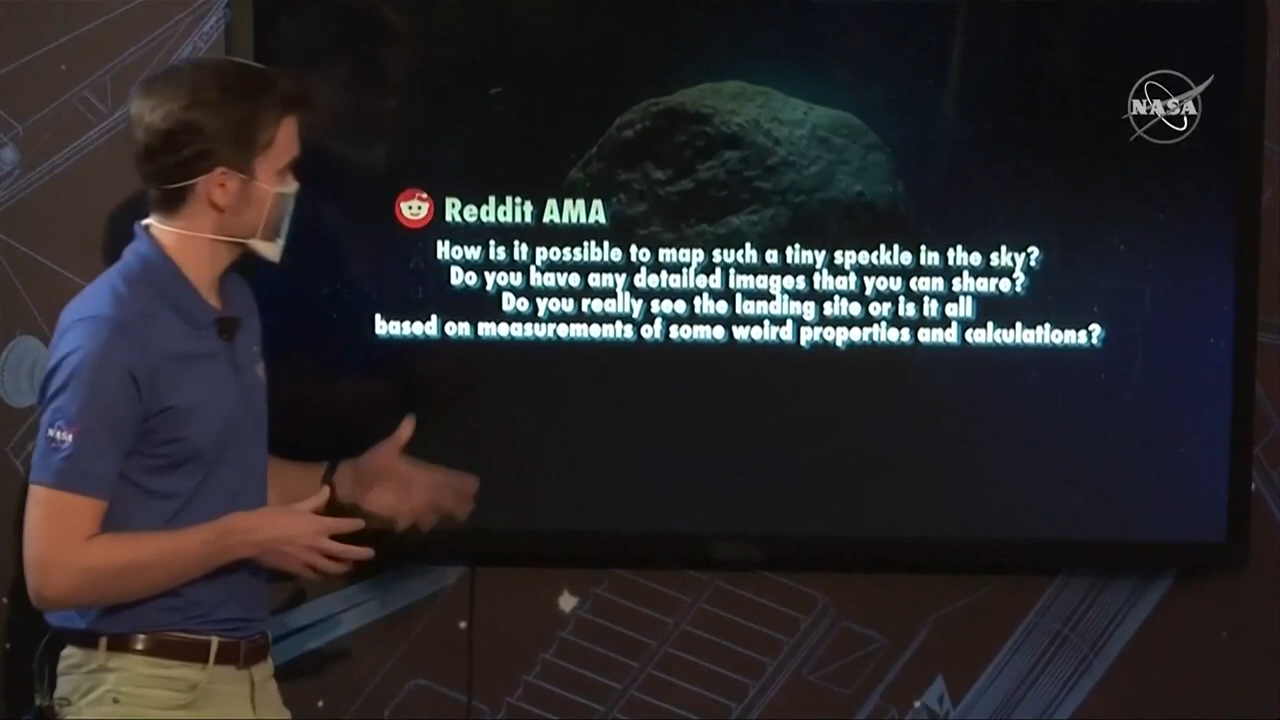 NASA
Reddit AMA
How is it possible to map such a tiny speckle in the sky?
Do you have any detailed images that you can share?
Do you really see the landing site or is it all
based on measurements of some weird properties and calculations?
NASA